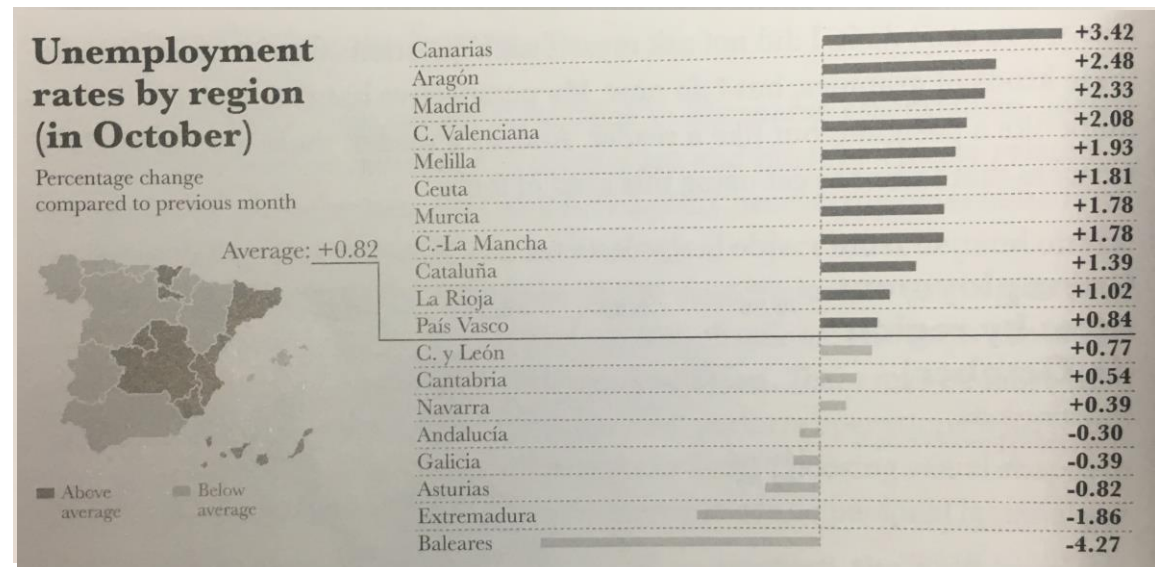 Unemployment
rates by region
(in October)
Percentage change
compared to previous month
Average: +0.82
Above
average
Below
average
Canarias +3.42
Aragón +2.48
Madrid +2.33
C. Valenciana +2.08
Melilla +1.93
Ceuta +1.81
Murcia +1.78
C.-La Mancha +1.78
Cataluña +1.39
La Rioja +1.02
País Vasco +0.84
C. y León +0.77
Cantabria +0.54
Navarra +0.39
Andalucía -0.30
Galicia -0.39
Asturias -0.82
Extremadura -1.86
Baleares -4.27